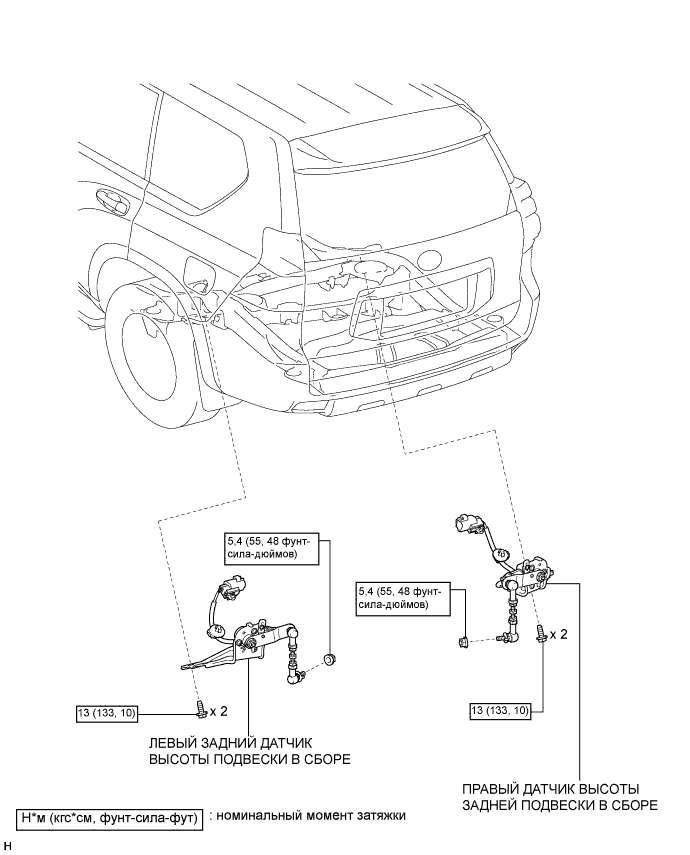 5,4 (55, 48 фунт-
сила-дюймов)
5,4 (55, 48 фунт-
сила-дюймов)
x 2
13 (133, 10)
x 2
13 (133, 10)
ЛЕВЫЙ ЗАДНИЙ ДАТЧИК
ВЫСОТЫ ПОДВЕСКИ В СБОРЕ
ПРАВЫЙ ДАТЧИК ВЫСОТЫ
ЗАДНЕЙ ПОДВЕСКИ В СБОРЕ
Н*м (кгс*см, фунт-сила-фут) : номинальный момент затяжки
Н